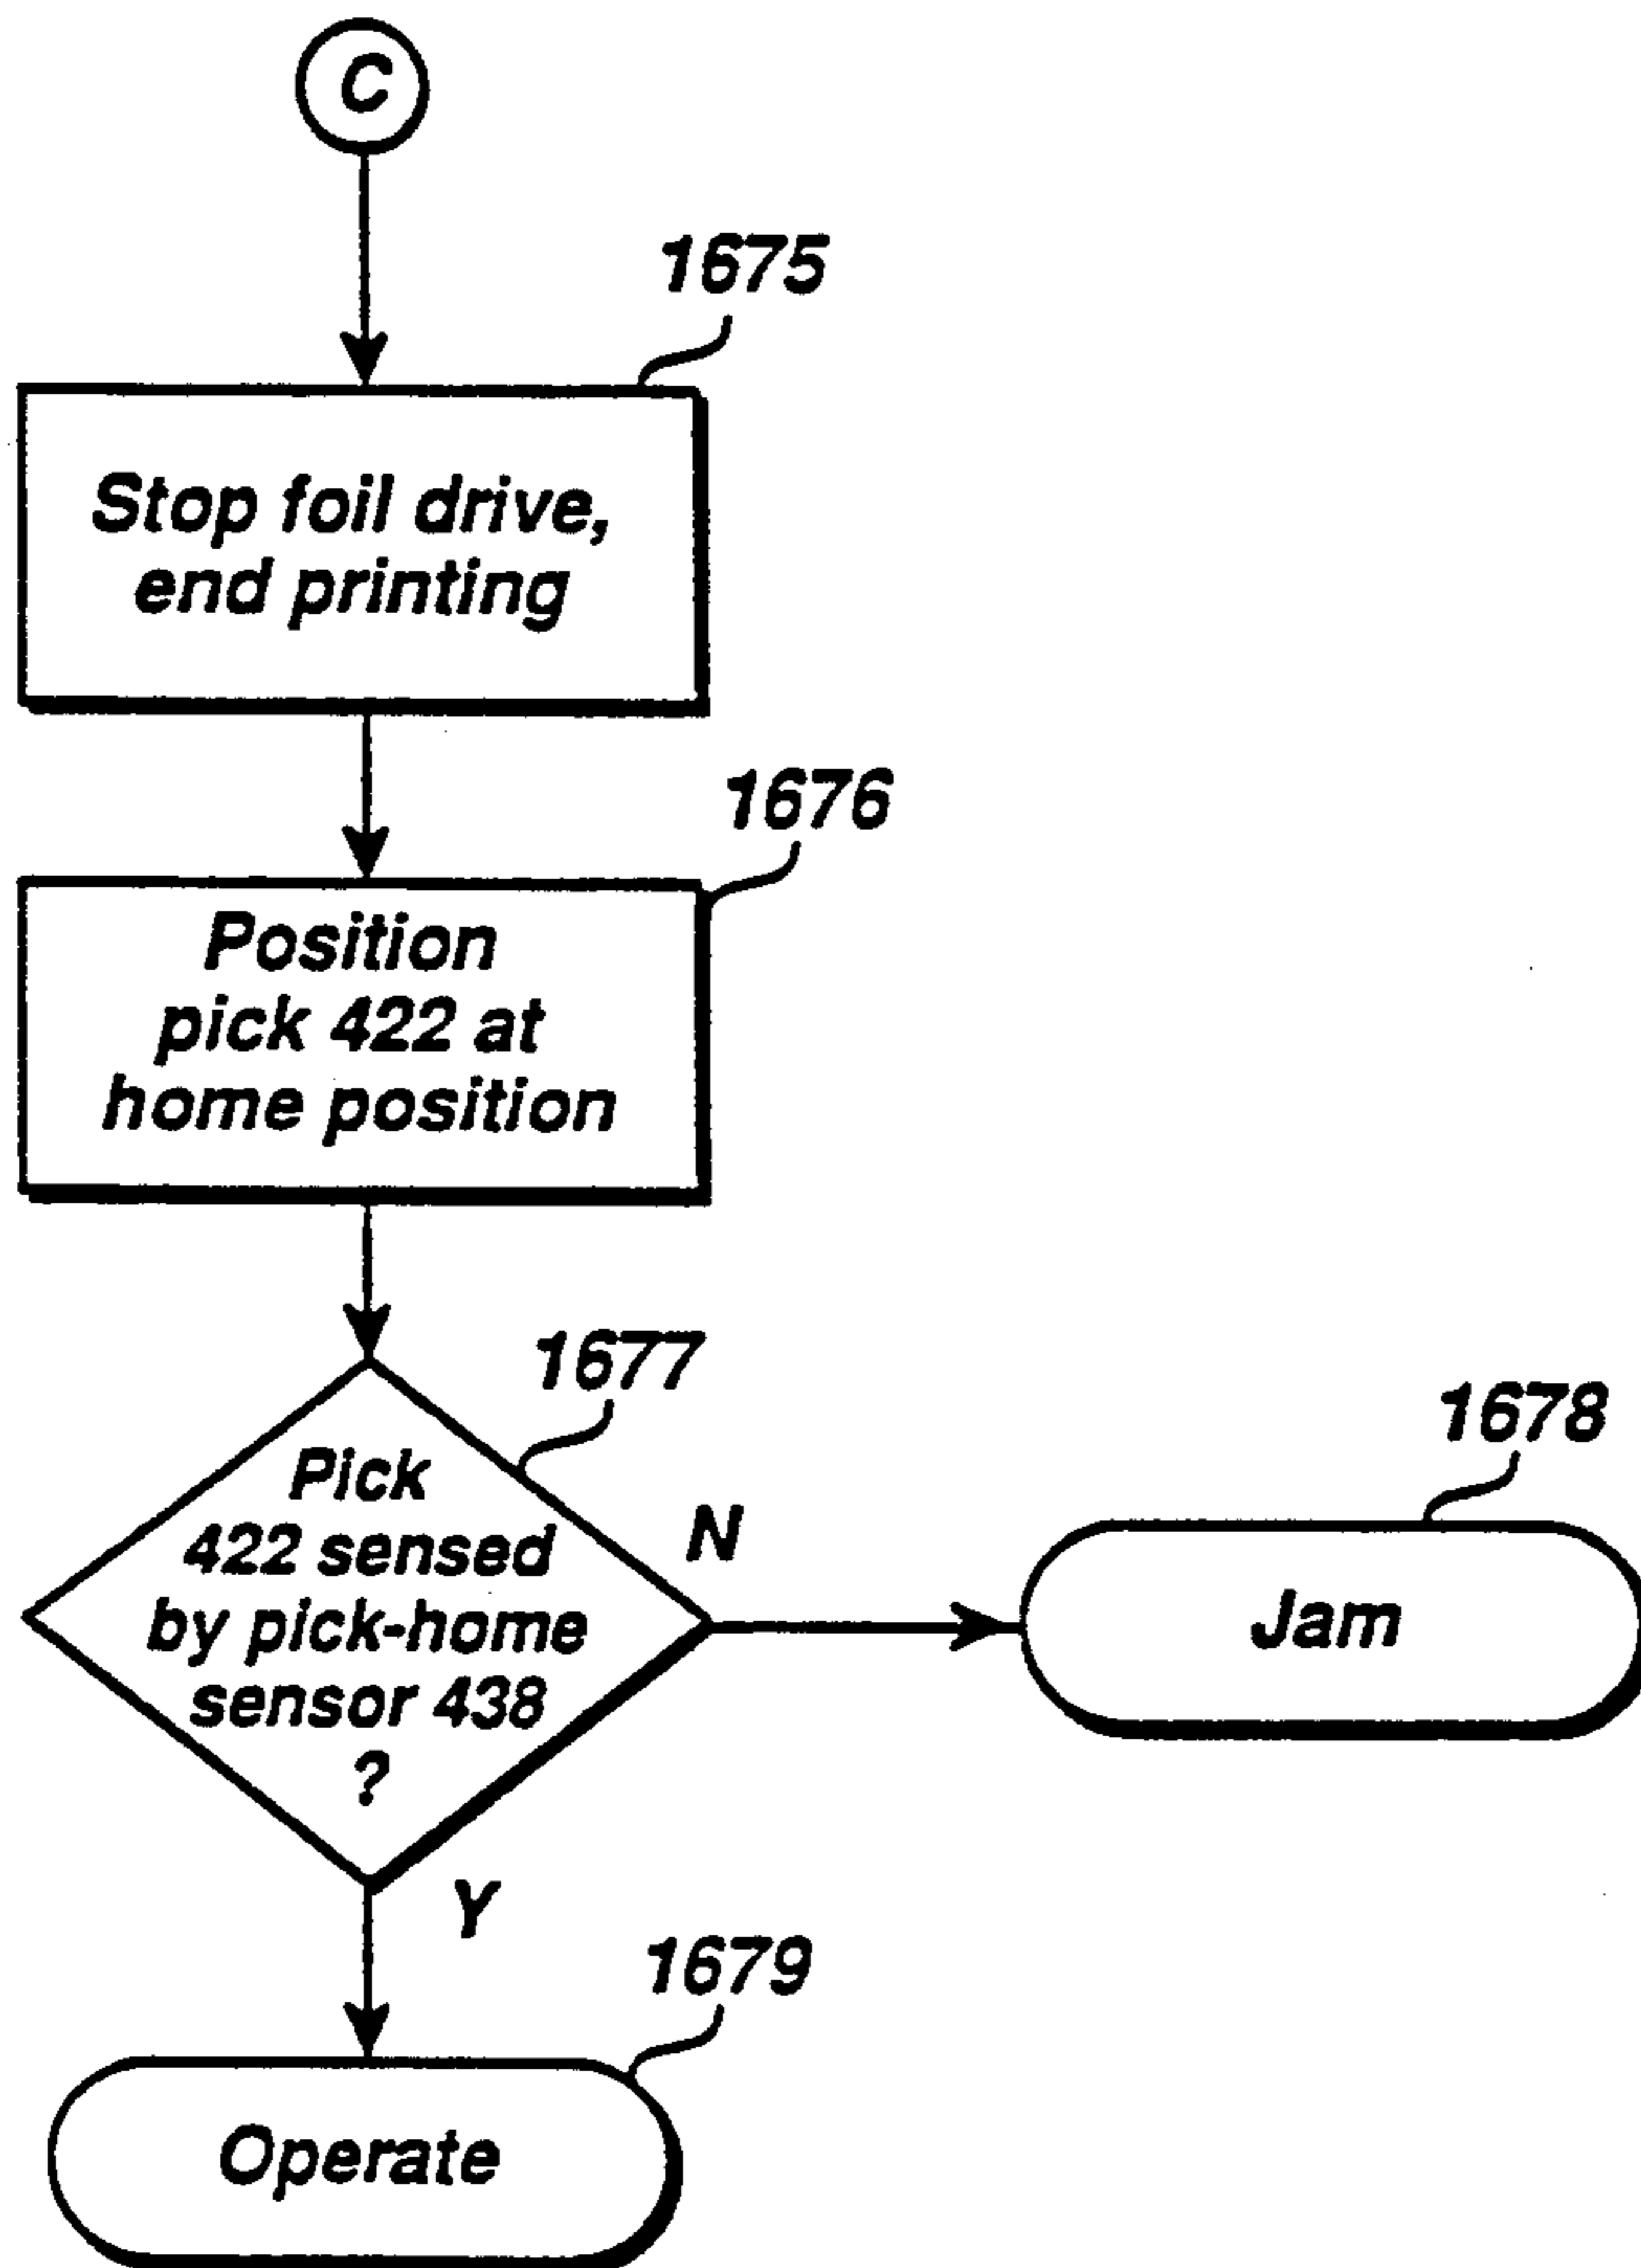 C
1675
Stop foil drive,
end printing
1676
Position
pick 422 at
home position
1677
Pick
422 sensed
by pick-home
sensor 438
?
N
1678
Jam
Y
1679
Operate